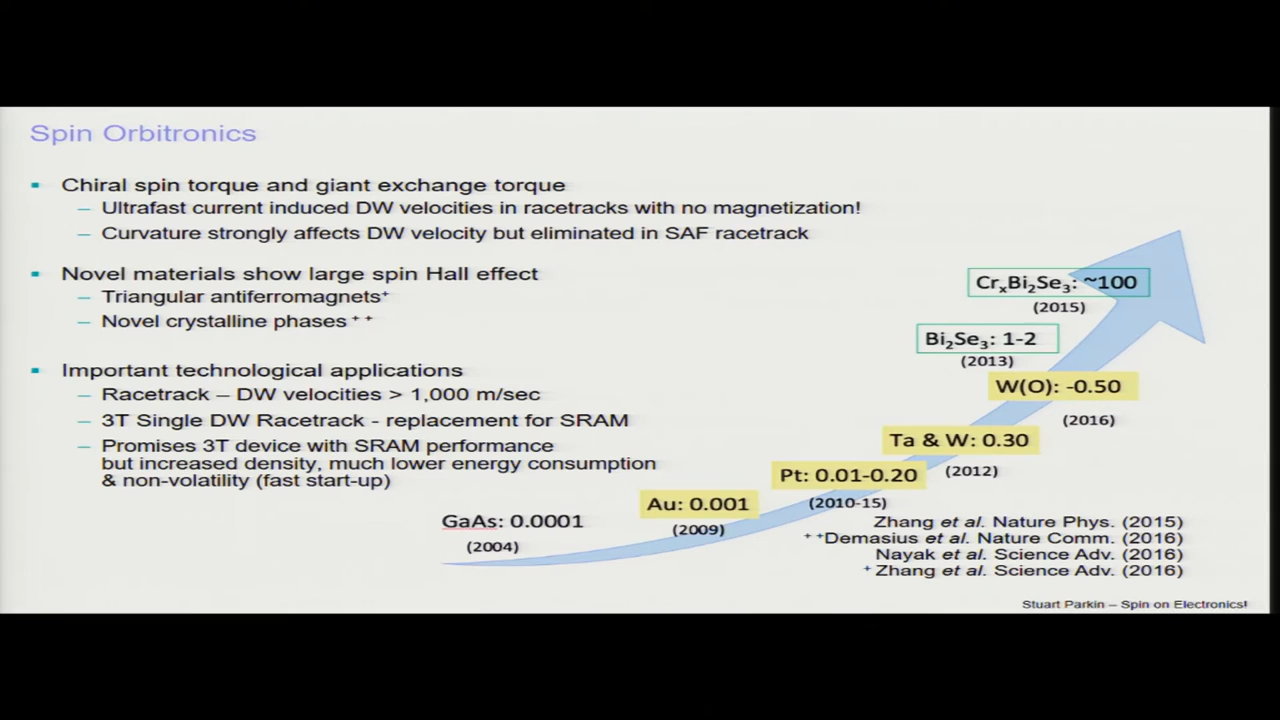 Spin Orbitronics
▪ Chiral spin torque and giant exchange torque
– Ultrafast current induced DW velocities in racetracks with no magnetization!
– Curvature strongly affects DW velocity but eliminated in SAF racetrack
▪ Novel materials show large spin Hall effect
– Triangular antiferromagnets⁺
– Novel crystalline phases⁺⁺
▪ Important technological applications
– Racetrack – DW velocities > 1,000 m/sec
– 3T Single DW Racetrack - replacement for SRAM
– Promises 3T device with SRAM performance
but increased density, much lower energy consumption
& non-volatility (fast start-up)
GaAs: 0.0001
(2004)
Au: 0.001
(2009)
Pt: 0.01-0.20
(2010-15)
Ta & W: 0.30
(2012)
W(O): -0.50
(2016)
Bi₂Se₃: 1-2
(2013)
CrₓBi₂Se₃: ~100
(2015)
Zhang et al. Nature Phys. (2015)
⁺⁺Demasius et al. Nature Comm. (2016)
Nayak et al. Science Adv. (2016)
⁺Zhang et al. Science Adv. (2016)
Stuart Parkin – Spin on Electronics!